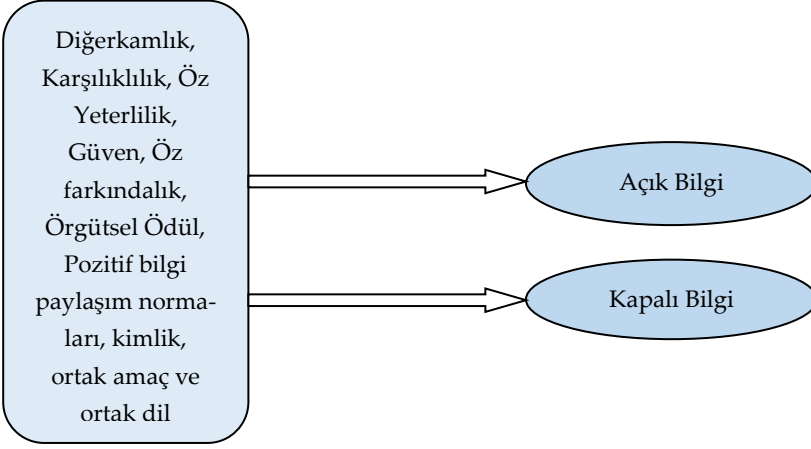 Diğerkamlık,
Karşılıklılık, Öz
Yeterlilik,
Güven, Öz
farkındalık,
Örgütsel Ödül,
Pozitif bilgi
paylaşım norma-
ları, kimlik,
ortak amaç ve
ortak dil
Açık Bilgi
Kapalı Bilgi